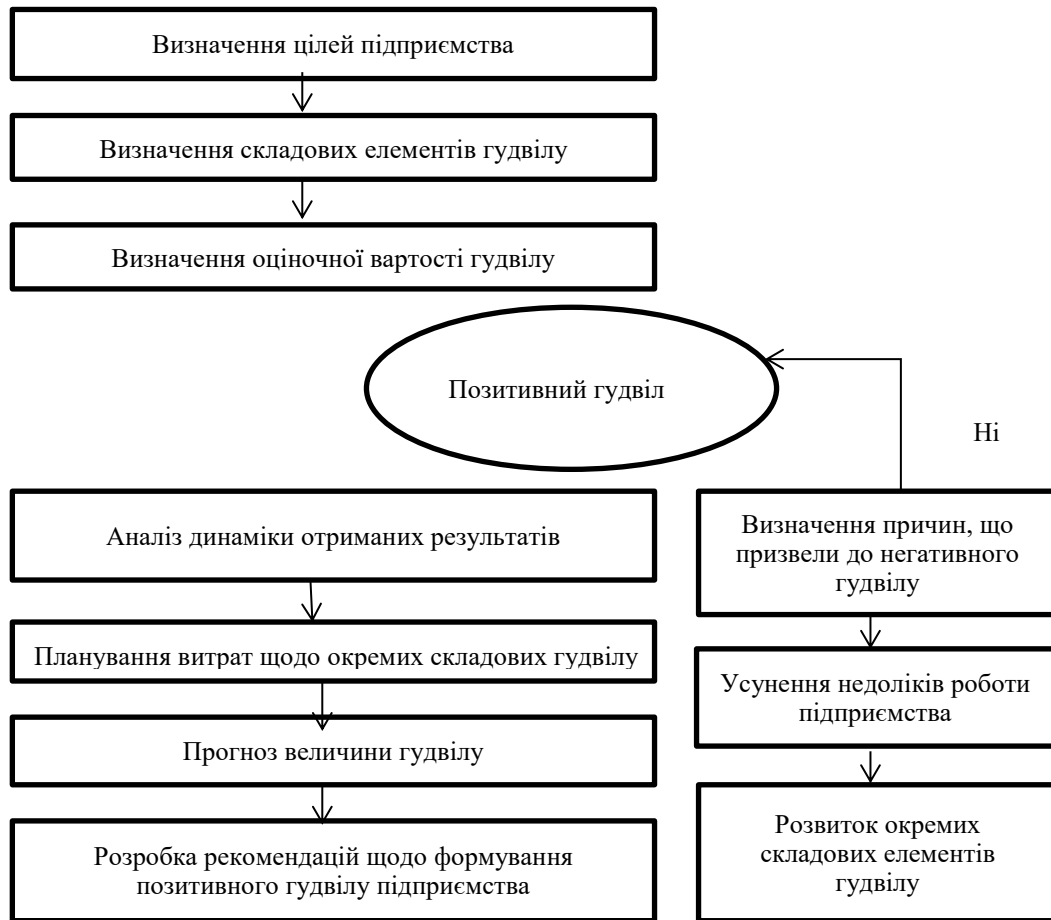 Визначення цілей підприємства
Визначення складових елементів гудвілу
Визначення оціночної вартості гудвілу
Позитивний гудвіл
Ні
Аналіз динаміки отриманих результатів
Планування витрат щодо окремих складових гудвілу
Прогноз величини гудвілу
Розробка рекомендацій щодо формування
позитивного гудвілу підприємства
Визначення причин, що
призвели до негативного
гудвілу
Усунення недоліків роботи
підприємства
Розвиток окремих
складових елементів
гудвілу